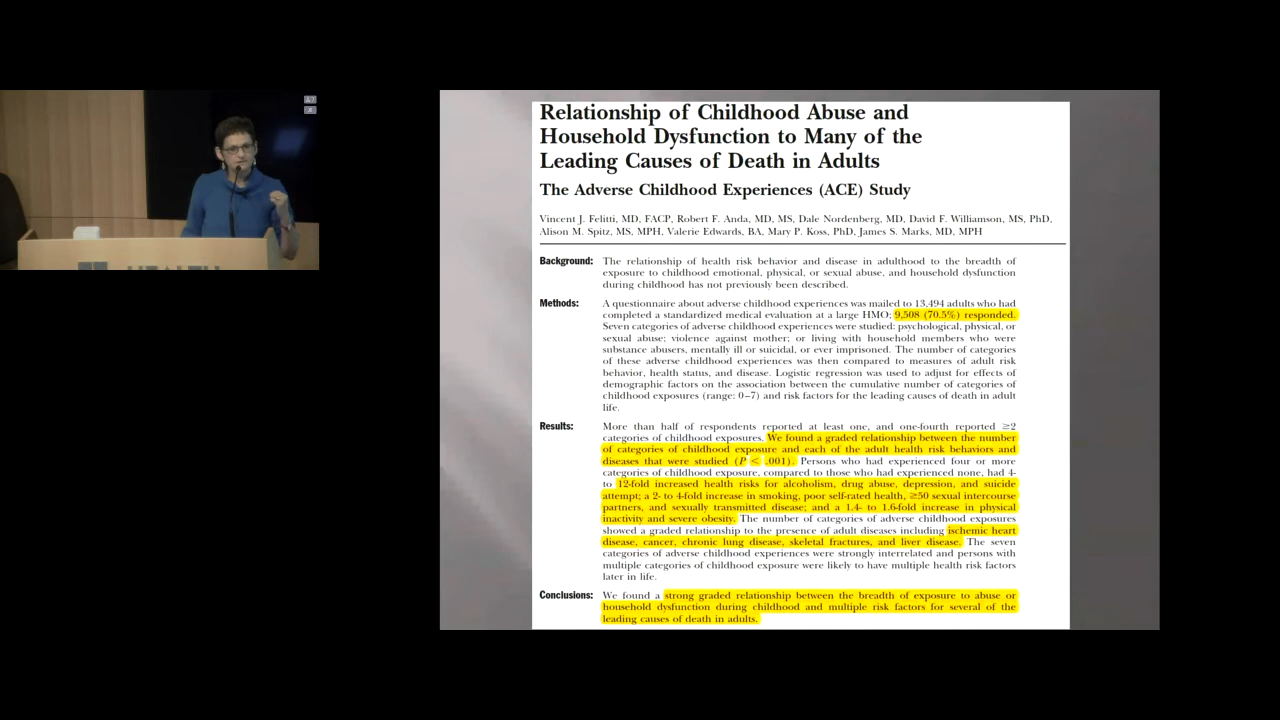 Relationship of Childhood Abuse and
Household Dysfunction to Many of the
Leading Causes of Death in Adults
The Adverse Childhood Experiences (ACE) Study
Vincent J. Felitti, MD, FACP, Robert F. Anda, MD, MS, Dale Nordenberg, MD, David F. Williamson, MS, PhD,
Alison M. Spitz, MS, MPH, Valerie Edwards, BA, Mary P. Koss, PhD, James S. Marks, MD, MPH
Background: The relationship of health risk behavior and disease in adulthood to the breadth of
exposure to childhood emotional, physical, or sexual abuse, and household dysfunction
during childhood has not previously been described.
Methods: A questionnaire about adverse childhood experiences was mailed to 13,494 adults who had
completed a standardized medical evaluation at a large HMO; 9,508 (70.5%) responded.
Seven categories of adverse childhood experiences were studied: psychological, physical, or
sexual abuse; violence against mother; or living with household members who were
substance abusers, mentally ill or suicidal, or ever imprisoned. The number of categories
of these adverse childhood experiences was then compared to measures of adult risk
behavior, health status, and disease. Logistic regression was used to adjust for effects of
demographic factors on the association between the cumulative number of categories of
childhood exposures (range: 0–7) and risk factors for the leading causes of death in adult
life.
Results: More than half of respondents reported at least one, and one-fourth reported ≥2
categories of childhood exposures. We found a graded relationship between the number
of categories of childhood exposure and each of the adult health risk behaviors and
diseases that were studied (P < .001). Persons who had experienced four or more
categories of childhood exposure, compared to those who had experienced none, had 4-
to 12-fold increased health risks for alcoholism, drug abuse, depression, and suicide
attempt; a 2- to 4-fold increase in smoking, poor self-rated health, ≥50 sexual intercourse
partners, and sexually transmitted disease; and a 1.4- to 1.6-fold increase in physical
inactivity and severe obesity. The number of categories of adverse childhood exposures
showed a graded relationship to the presence of adult diseases including ischemic heart
disease, cancer, chronic lung disease, skeletal fractures, and liver disease. The seven
categories of adverse childhood experiences were strongly interrelated and persons with
multiple categories of childhood exposure were likely to have multiple health risk factors
later in life.
Conclusions: We found a strong graded relationship between the breadth of exposure to abuse or
household dysfunction during childhood and multiple risk factors for several of the
leading causes of death in adults.